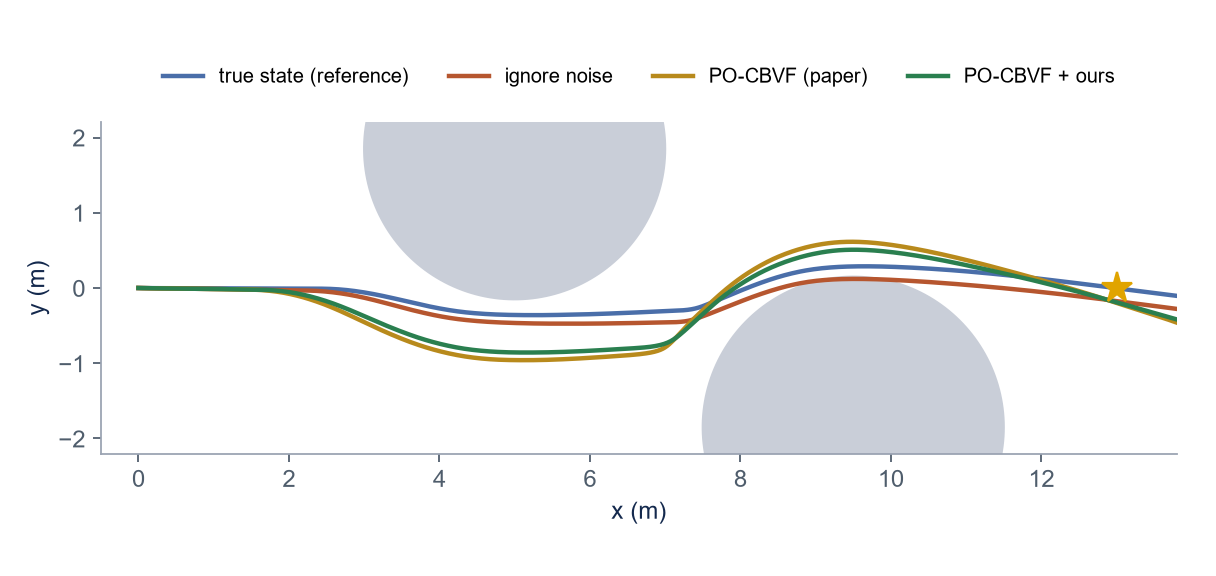 true state (reference) ignore noise PO-CBVF (paper) PO-CBVF + ours
2
1
0
−1
−2
y (m)
0 2 4 6 8 10 12
x (m)